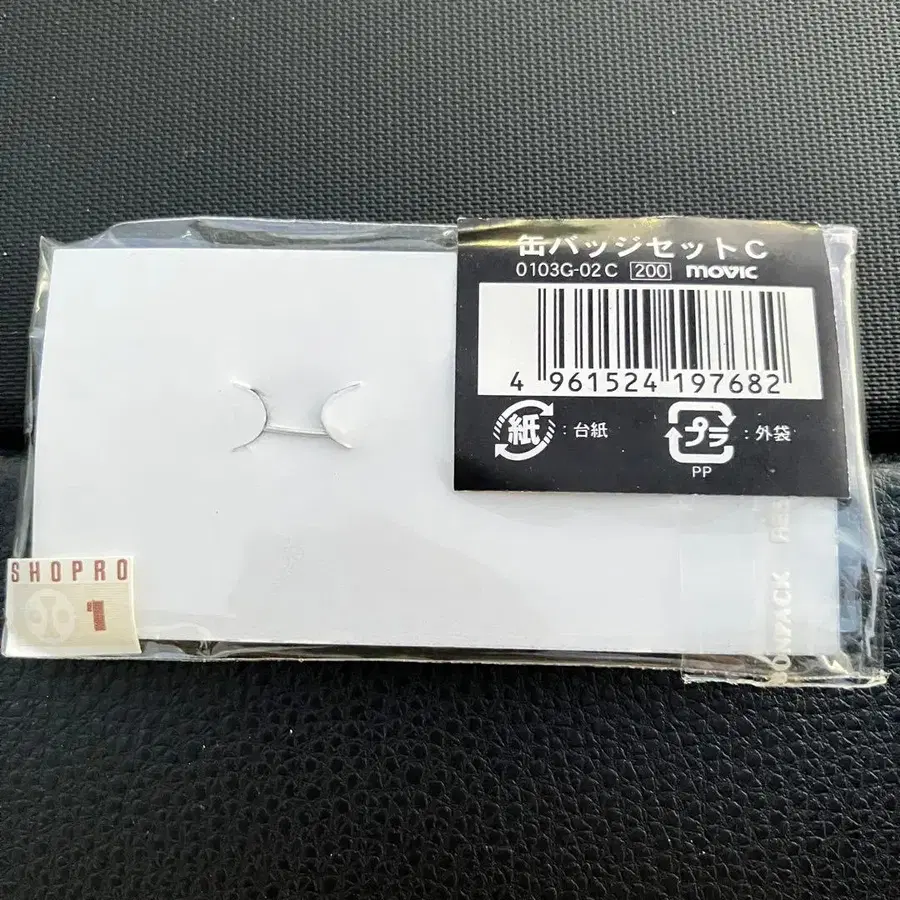 缶バッジセットC
0103G-02C 200 movic
4 961524 197682
紙 : 台紙
プラ : 外袋
PP
SHOPRO
1